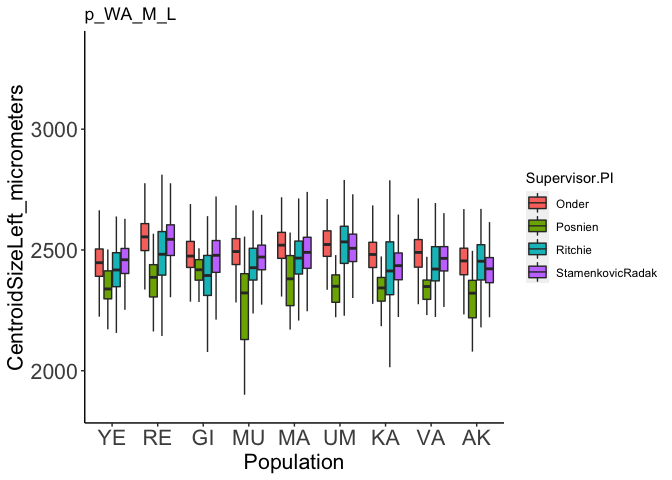 p_WA_M_L
CentroidSizeLeft_micrometers
3000
2500
2000
YE RE GI MU MA UM KA VA AK
Population
Supervisor.PI
Onder
Posnien
Ritchie
StamenkovicRadak